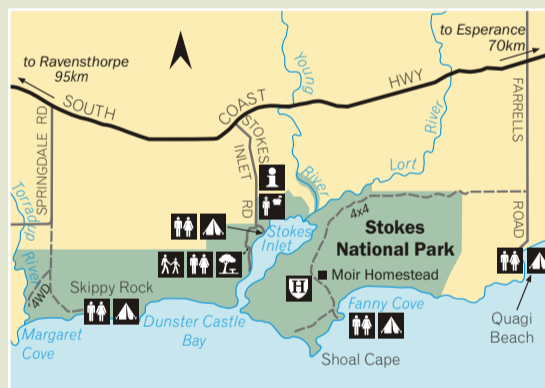 to Ravensthorpe
95km
to Esperance
70km
SOUTH
COAST
HWY
SPRINGDALE RD
STOKES
INLET
RD
FARRELLS
ROAD
Young
River
Lort
River
Torradup
River
4WD
4x4
Stokes
Inlet
Stokes
National Park
Moir Homestead
H
Skippy Rock
Fanny Cove
Margaret
Cove
Dunster Castle
Bay
Shoal Cape
Quagi
Beach